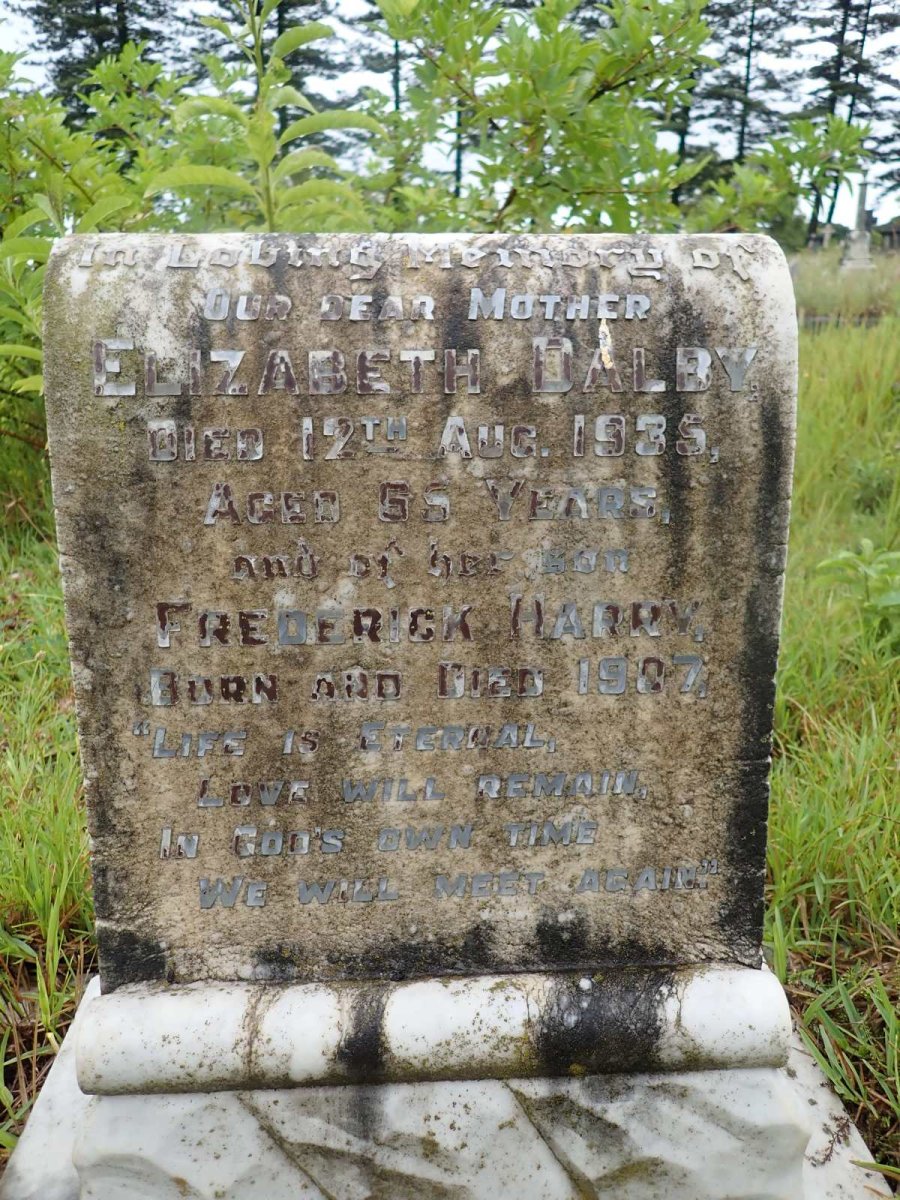 In Loving Memory of
OUR DEAR MOTHER
ELIZABETH DALBY,
DIED 12TH AUG. 1935,
AGED 65 YEARS,
and of her son
FREDERICK HARRY,
BORN AND DIED 1907,
"LIFE IS ETERNAL,
LOVE WILL REMAIN,
IN GOD'S OWN TIME
WE WILL MEET AGAIN."